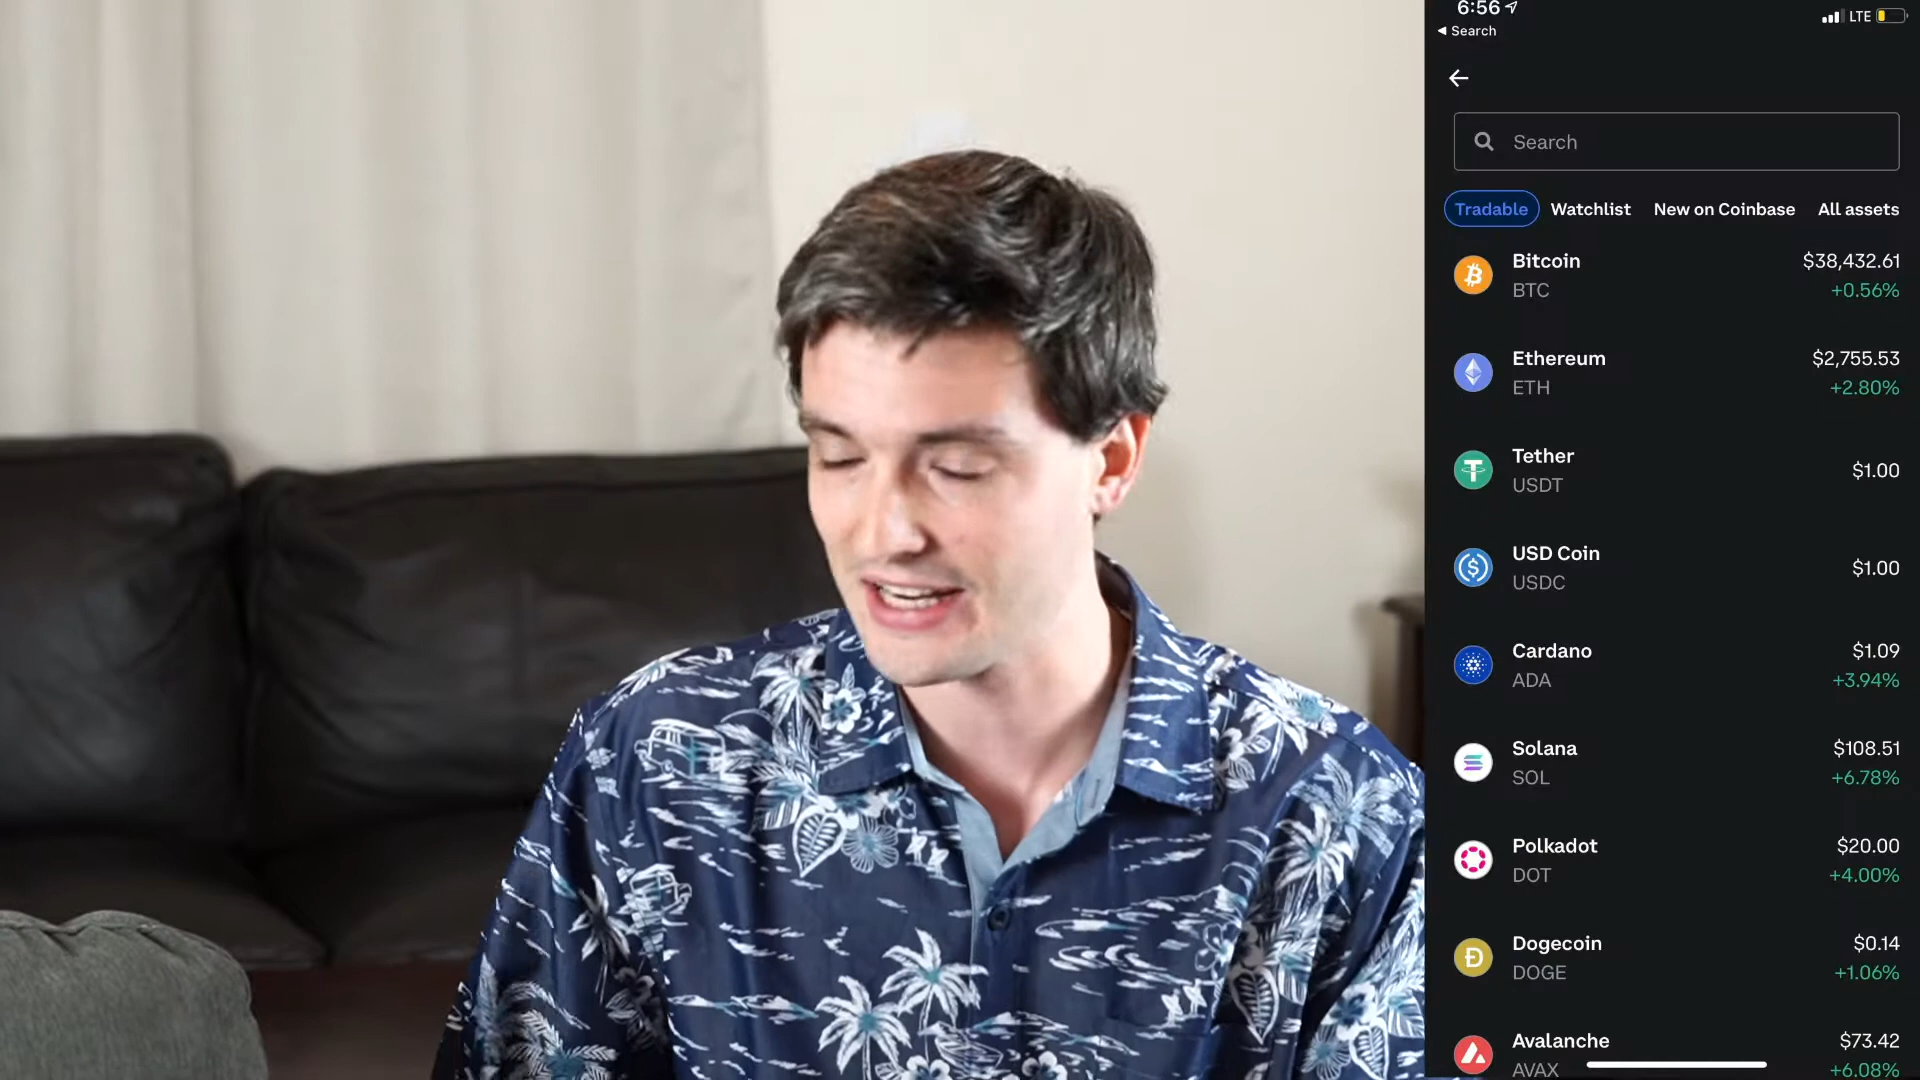 6:56
Search
LTE
Search
Tradable Watchlist New on Coinbase All assets
Bitcoin $38,432.61
BTC +0.56%
Ethereum $2,755.53
ETH +2.80%
Tether
USDT $1.00
USD Coin
USDC $1.00
Cardano $1.09
ADA +3.94%
Solana $108.51
SOL +6.78%
Polkadot $20.00
DOT +4.00%
Dogecoin $0.14
DOGE +1.06%
Avalanche $73.42
AVAX +6.08%